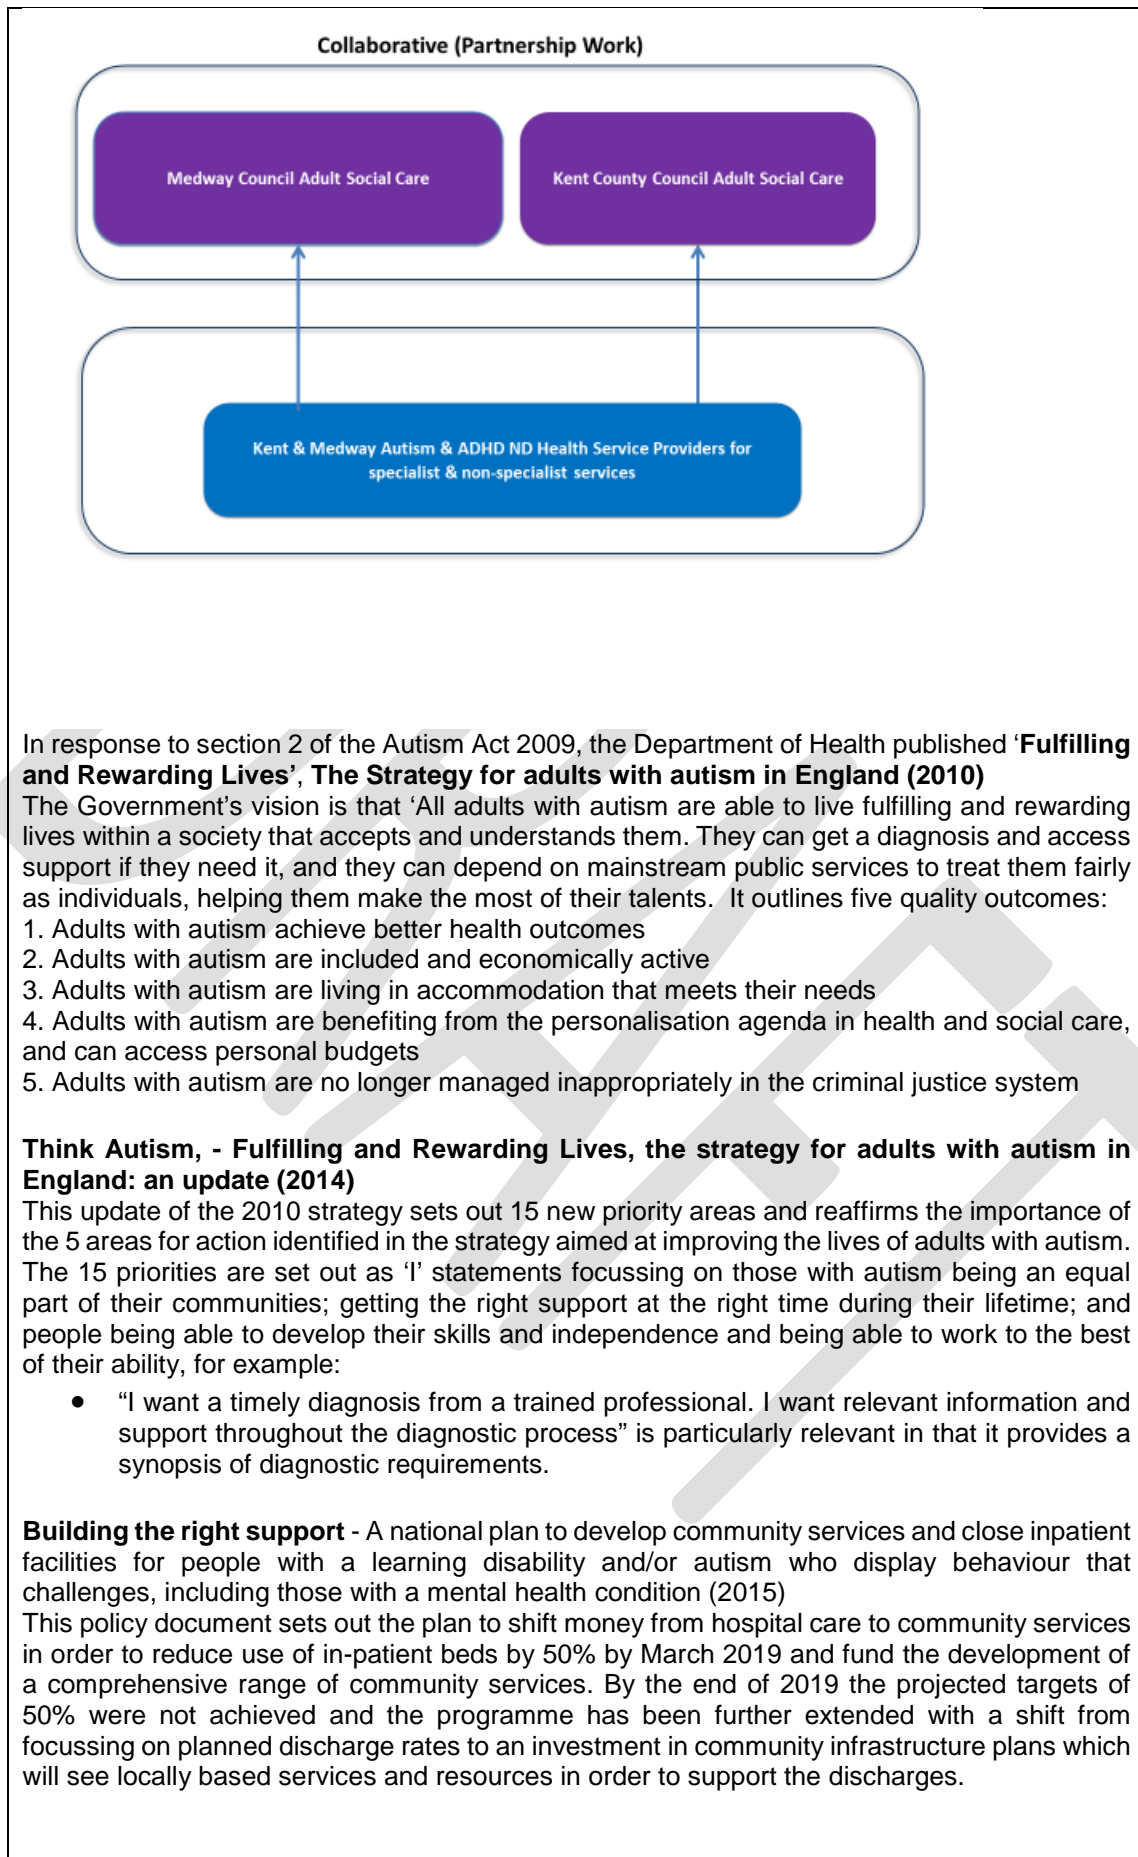 Collaborative (Partnership Work)
Medway Council Adult Social Care
Kent County Council Adult Social Care
Kent & Medway Autism & ADHD ND Health Service Providers for
specialist & non-specialist services
In response to section 2 of the Autism Act 2009, the Department of Health published ‘Fulfilling
and Rewarding Lives’, The Strategy for adults with autism in England (2010)
The Government’s vision is that ‘All adults with autism are able to live fulfilling and rewarding
lives within a society that accepts and understands them. They can get a diagnosis and access
support if they need it, and they can depend on mainstream public services to treat them fairly
as individuals, helping them make the most of their talents.  It outlines five quality outcomes:
1. Adults with autism achieve better health outcomes
2. Adults with autism are included and economically active
3. Adults with autism are living in accommodation that meets their needs
4. Adults with autism are benefiting from the personalisation agenda in health and social care,
and can access personal budgets
5. Adults with autism are no longer managed inappropriately in the criminal justice system
Think Autism, - Fulfilling and Rewarding Lives, the strategy for adults with autism in
England: an update (2014)
This update of the 2010 strategy sets out 15 new priority areas and reaffirms the importance of
the 5 areas for action identified in the strategy aimed at improving the lives of adults with autism.
The 15 priorities are set out as ‘I’ statements focussing on those with autism being an equal
part of their communities; getting the right support at the right time during their lifetime; and
people being able to develop their skills and independence and being able to work to the best
of their ability, for example:
• “I want a timely diagnosis from a trained professional. I want relevant information and
support throughout the diagnostic process” is particularly relevant in that it provides a
synopsis of diagnostic requirements.
Building the right support - A national plan to develop community services and close inpatient
facilities for people with a learning disability and/or autism who display behaviour that
challenges, including those with a mental health condition (2015)
This policy document sets out the plan to shift money from hospital care to community services
in order to reduce use of in-patient beds by 50% by March 2019 and fund the development of
a comprehensive range of community services. By the end of 2019 the projected targets of
50% were not achieved and the programme has been further extended with a shift from
focussing on planned discharge rates to an investment in community infrastructure plans which
will see locally based services and resources in order to support the discharges.
DRAFT